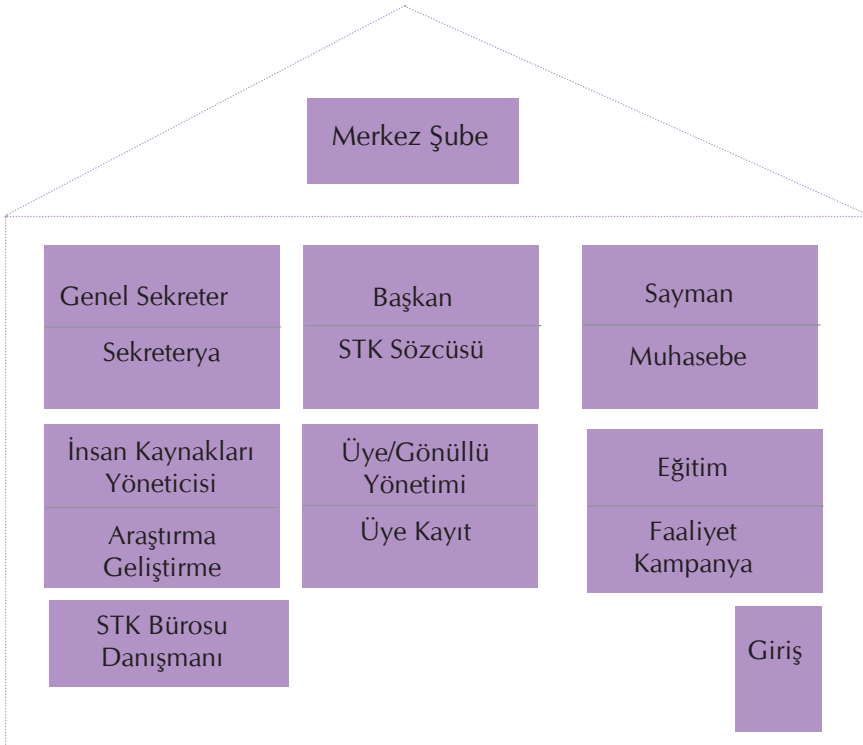 Merkez Şube
Genel Sekreter
Sekreterya
Başkan
STK Sözcüsü
Sayman
Muhasebe
İnsan Kaynakları
Yöneticisi
Araştırma
Geliştirme
Üye/Gönüllü
Yönetimi
Üye Kayıt
Eğitim
Faaliyet
Kampanya
STK Bürosu
Danışmanı
Giriş